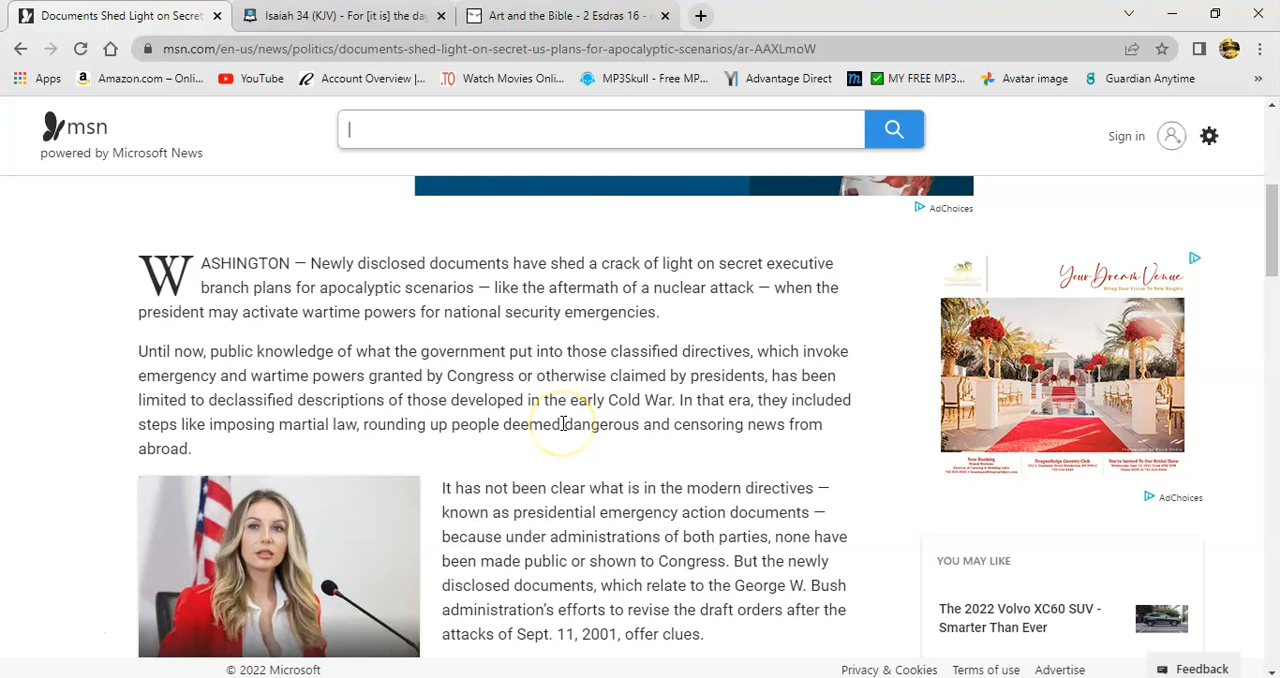 Documents Shed Light on Secret
Isaiah 34 (KJV) - For [it is] the da
Art and the Bible - 2 Esdras 16 -
msn.com/en-us/news/politics/documents-shed-light-on-secret-us-plans-for-apocalyptic-scenarios/ar-AAXLmoW
Apps
Amazon.com – Onli...
YouTube
Account Overview |...
Watch Movies Onli...
MP3Skull - Free MP...
Advantage Direct
MY FREE MP3...
Avatar image
Guardian Anytime
»
msn
powered by Microsoft News
Sign in
AdChoices
WASHINGTON — Newly disclosed documents have shed a crack of light on secret executive
branch plans for apocalyptic scenarios — like the aftermath of a nuclear attack — when the
president may activate wartime powers for national security emergencies.
Until now, public knowledge of what the government put into those classified directives, which invoke
emergency and wartime powers granted by Congress or otherwise claimed by presidents, has been
limited to declassified descriptions of those developed in the early Cold War. In that era, they included
steps like imposing martial law, rounding up people deemed dangerous and censoring news from
abroad.
It has not been clear what is in the modern directives —
known as presidential emergency action documents —
because under administrations of both parties, none have
been made public or shown to Congress. But the newly
disclosed documents, which relate to the George W. Bush
administration's efforts to revise the draft orders after the
attacks of Sept. 11, 2001, offer clues.
Your Dream Venue
AdChoices
YOU MAY LIKE
The 2022 Volvo XC60 SUV -
Smarter Than Ever
© 2022 Microsoft
Privacy & Cookies
Terms of use
Advertise
Feedback